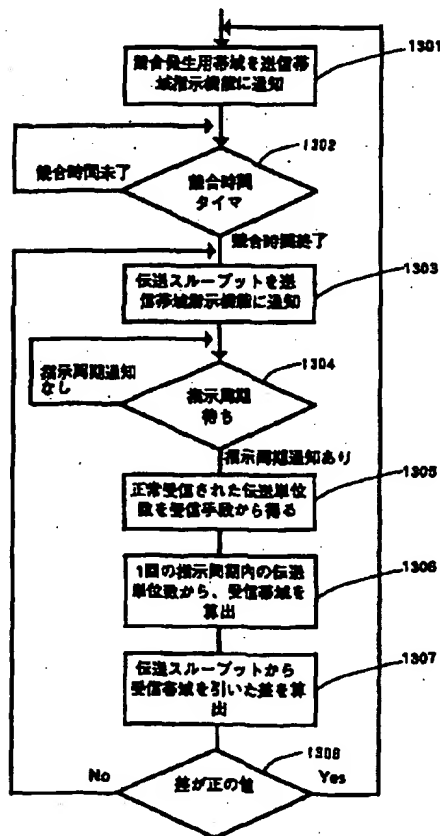 競合発生用帯域を送信帯
域指示機能に通知
1301
競合時間未了
1302
競合時間
タイマ
競合時間終了
伝送スループットを送
信帯域指示機能に通知
1303
指示周期通知
なし
1304
指示周期
待ち
指示周期通知あり
正常受信された伝送単位
数を受信手段から得る
1305
1回の指示周期内の伝送
単位数から、受信帯域を
算出
1306
伝送スループットから
受信帯域を引いた差を算
出
1307
1308
No
差が正の値
Yes